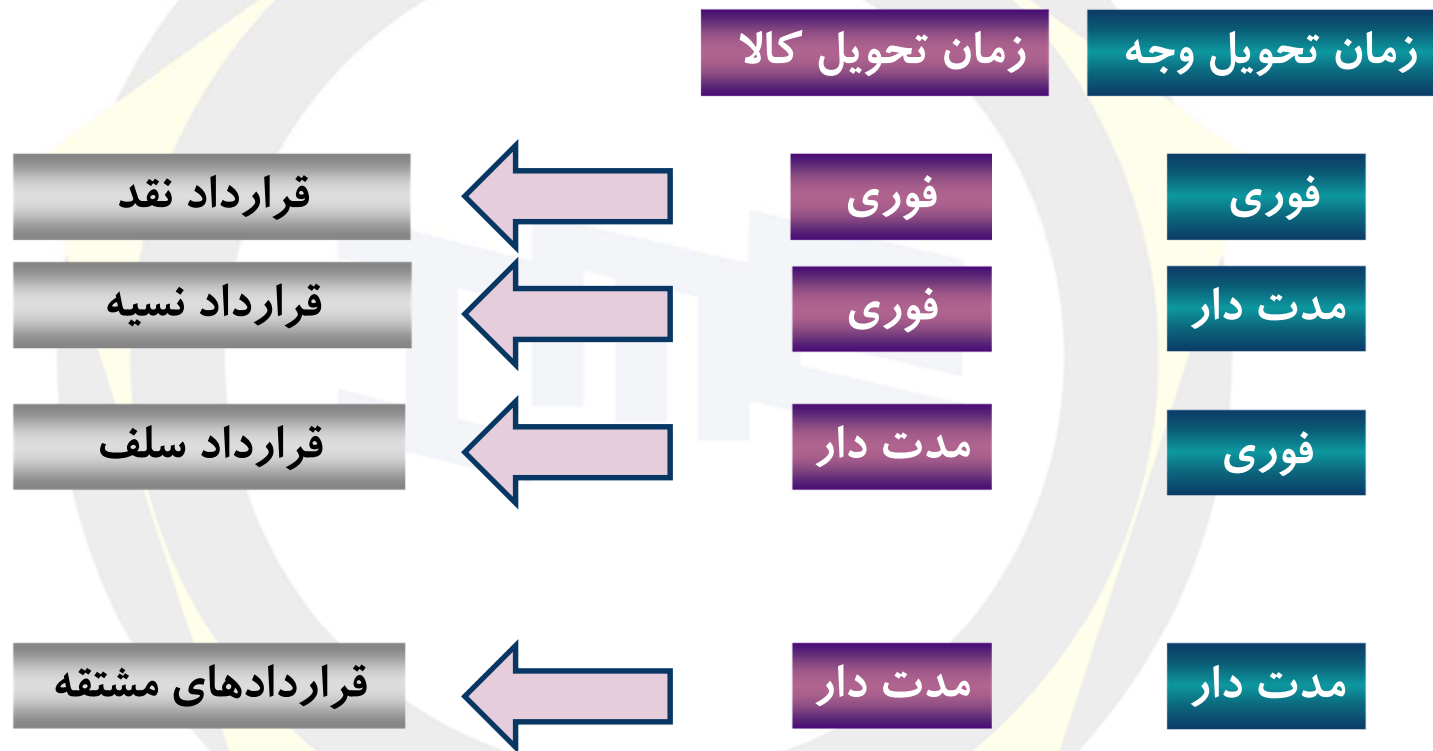 زمان تحویل وجه زمان تحویل کالا
فوری فوری قرارداد نقد
مدت دار فوری قرارداد نسیه
فوری مدت دار قرارداد سلف
مدت دار مدت دار قراردادهای مشتقه